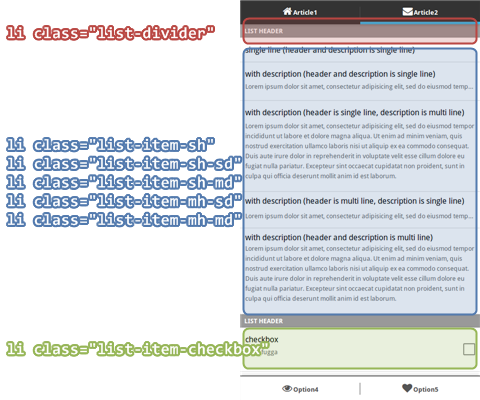 Article1
Article2
li class="list-divider"
LIST HEADER
single line (header and description is single line)
with description (header and description is single line)
Lorem ipsum dolor sit amet, consectetur adipisicing elit, sed do eiusmod temp...
with description (header is single line, description is multi line)
Lorem ipsum dolor sit amet, consectetur adipisicing elit, sed do eiusmod tempor
incididunt ut labore et dolore magna aliqua. Ut enim ad minim veniam, quis
nostrud exercitation ullamco laboris nisi ut aliquip ex ea commodo consequat.
Duis aute irure dolor in reprehenderit in voluptate velit esse cillum dolore eu
fugiat nulla pariatur. Excepteur sint occaecat cupidatat non proident, sunt in
culpa qui officia deserunt mollit anim id est laborum.
li class="list-item-sh"
li class="list-item-sh-sd"
li class="list-item-sh-md"
li class="list-item-mh-sd"
li class="list-item-mh-md"
with description (header is multi line, description is single line)
Lorem ipsum dolor sit amet, consectetur adipisicing elit, sed do eiusmod temp...
with description (header and description is multi line)
Lorem ipsum dolor sit amet, consectetur adipisicing elit, sed do eiusmod tempor
incididunt ut labore et dolore magna aliqua. Ut enim ad minim veniam, quis
nostrud exercitation ullamco laboris nisi ut aliquip ex ea commodo consequat.
Duis aute irure dolor in reprehenderit in voluptate velit esse cillum dolore eu
fugiat nulla pariatur. Excepteur sint occaecat cupidatat non proident, sunt in
culpa qui officia deserunt mollit anim id est laborum.
LIST HEADER
checkbox
li class="list-item-checkbox"
Option4
Option5